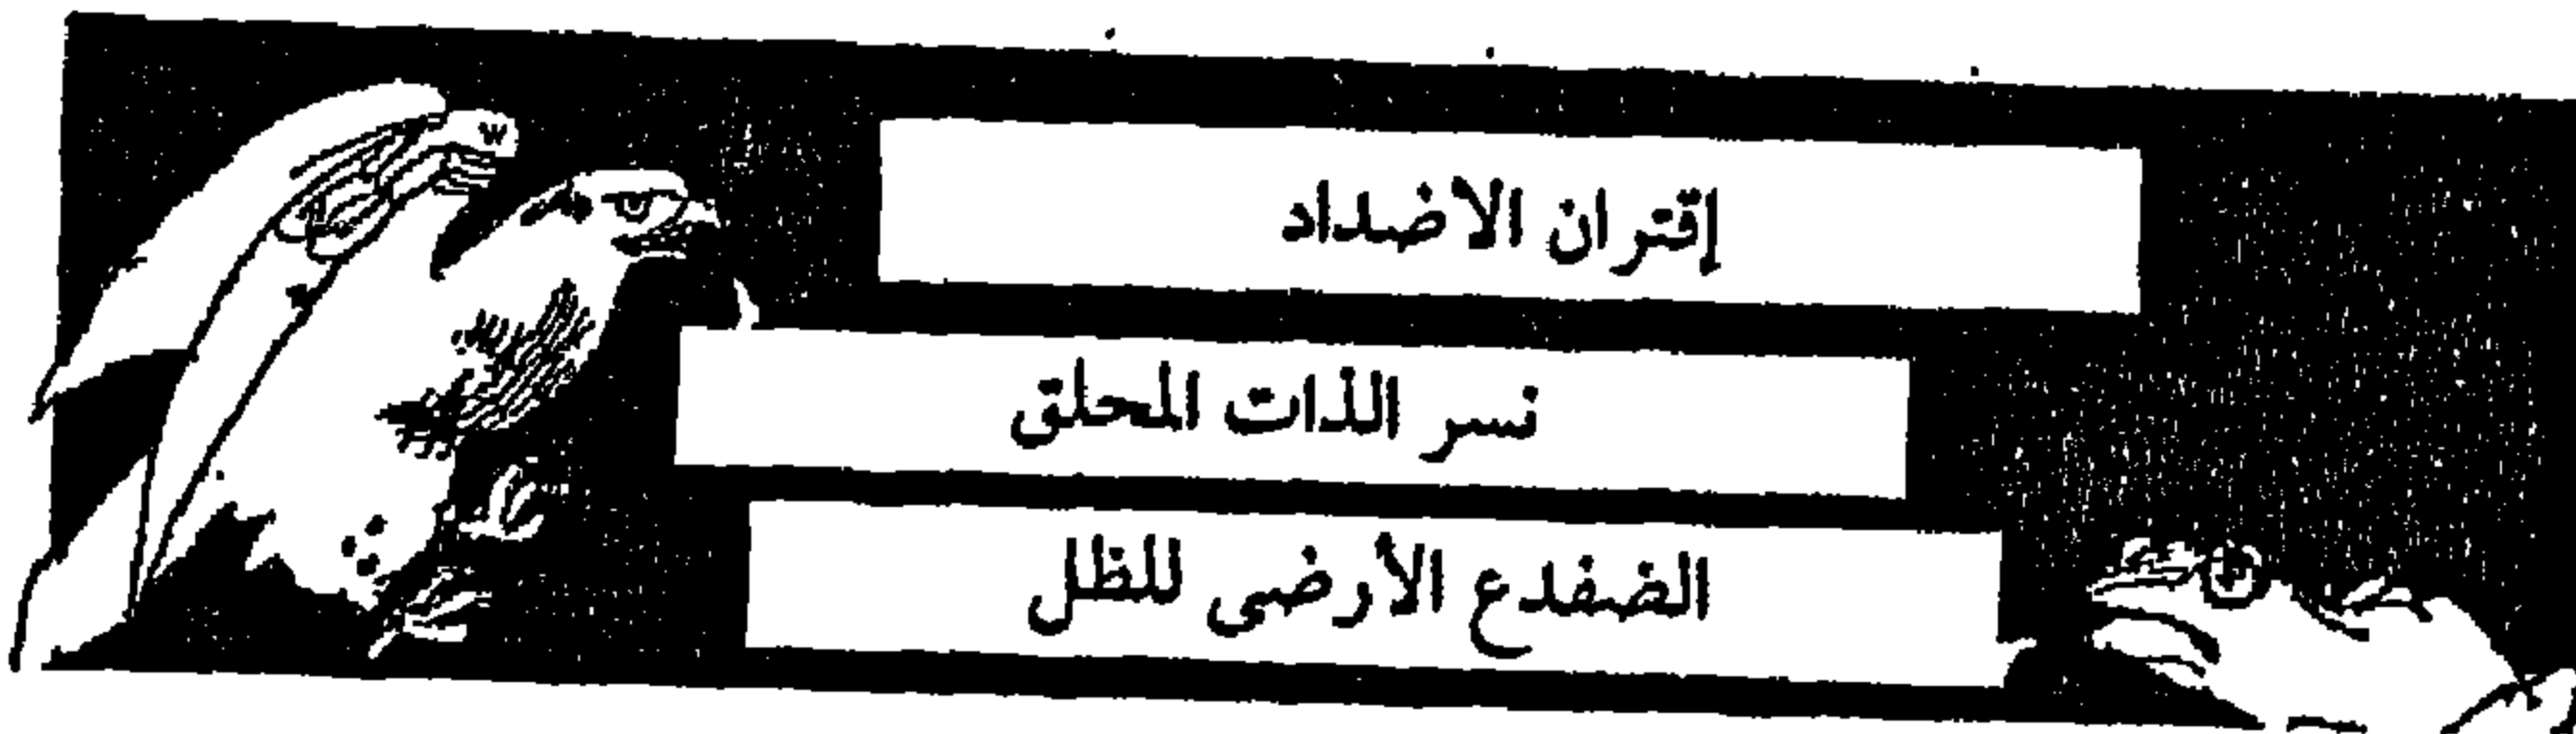 إقتران الاضداد
نسر الذات المحلق
الضفدع الأرضى للظل